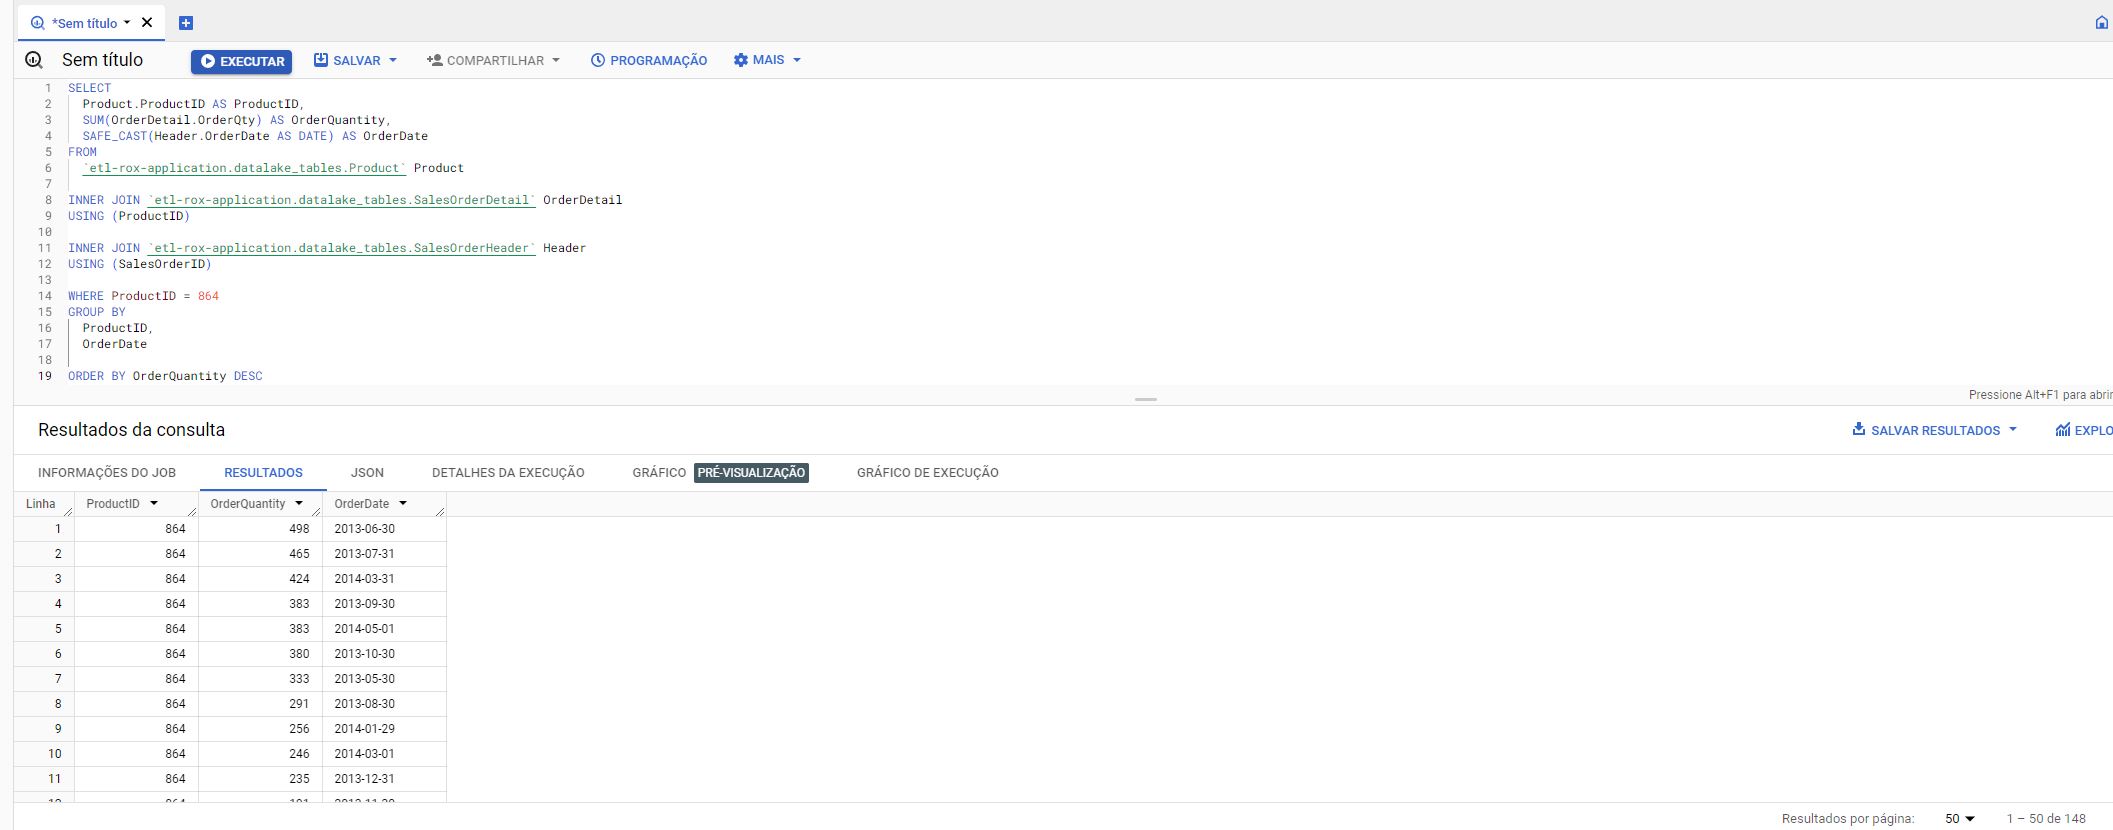 *Sem título
Sem título EXECUTAR SALVAR COMPARTILHAR PROGRAMAÇÃO MAIS
1 SELECT
2 Product.ProductID AS ProductID,
3 SUM(OrderDetail.OrderQty) AS OrderQuantity,
4 SAFE_CAST(Header.OrderDate AS DATE) AS OrderDate
5 FROM
6 `etl-rox-application.datalake_tables.Product` Product
7
8 INNER JOIN `etl-rox-application.datalake_tables.SalesOrderDetail` OrderDetail
9 USING (ProductID)
10
11 INNER JOIN `etl-rox-application.datalake_tables.SalesOrderHeader` Header
12 USING (SalesOrderID)
13
14 WHERE ProductID = 864
15 GROUP BY
16 ProductID,
17 OrderDate
18
19 ORDER BY OrderQuantity DESC
Pressione Alt+F1 para abrir
Resultados da consulta SALVAR RESULTADOS EXPLO
INFORMAÇÕES DO JOB RESULTADOS JSON DETALHES DA EXECUÇÃO GRÁFICO PRÉ-VISUALIZAÇÃO GRÁFICO DE EXECUÇÃO
Linha ProductID OrderQuantity OrderDate
1 864 498 2013-06-30
2 864 465 2013-07-31
3 864 424 2014-03-31
4 864 383 2013-09-30
5 864 383 2014-05-01
6 864 380 2013-10-30
7 864 333 2013-05-30
8 864 291 2013-08-30
9 864 256 2014-01-29
10 864 246 2014-03-01
11 864 235 2013-12-31
Resultados por página: 50 1 – 50 de 148